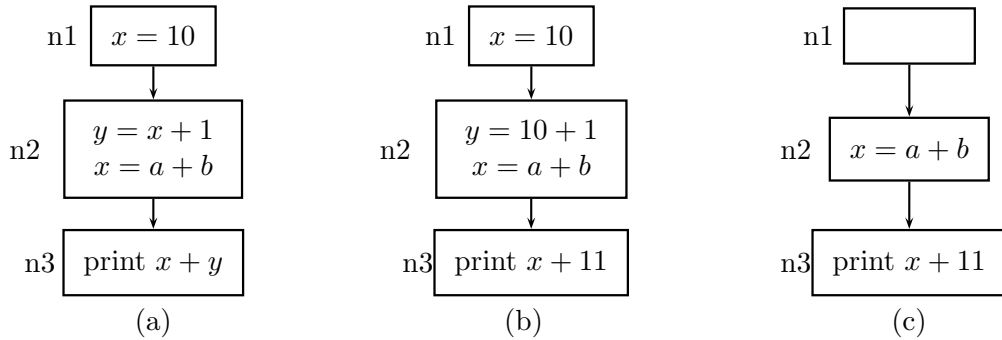 n1
x = 10
n2
y = x + 1
x = a + b
n3
print x + y
(a)
n1
x = 10
n2
y = 10 + 1
x = a + b
n3
print x + 11
(b)
n1
n2
x = a + b
n3
print x + 11
(c)